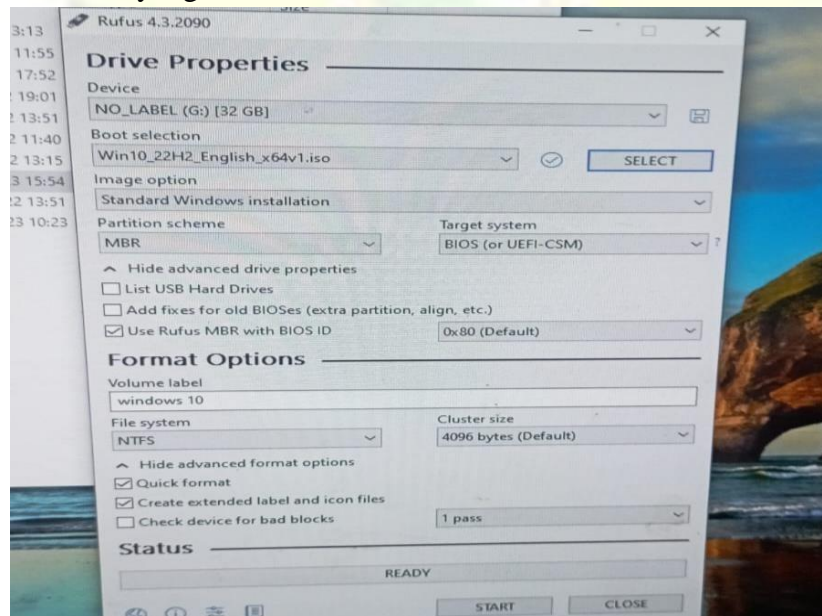 Rufus 4.3.2090
3:13
11:55
17:52
19:01
13:51
2 11:40
2 13:15
3 15:54
2 13:51
23 10:23
Drive Properties
Device
NO_LABEL (G:) [32 GB]
Boot selection
Win10_22H2_English_x64v1.iso SELECT
Image option
Standard Windows installation
Partition scheme Target system
MBR BIOS (or UEFI-CSM) ?
Hide advanced drive properties
List USB Hard Drives
Add fixes for old BIOSes (extra partition, align, etc.)
Use Rufus MBR with BIOS ID 0x80 (Default)
Format Options
Volume label
windows 10
File system Cluster size
NTFS 4096 bytes (Default)
Hide advanced format options
Quick format
Create extended label and icon files
Check device for bad blocks 1 pass
Status
READY
START CLOSE